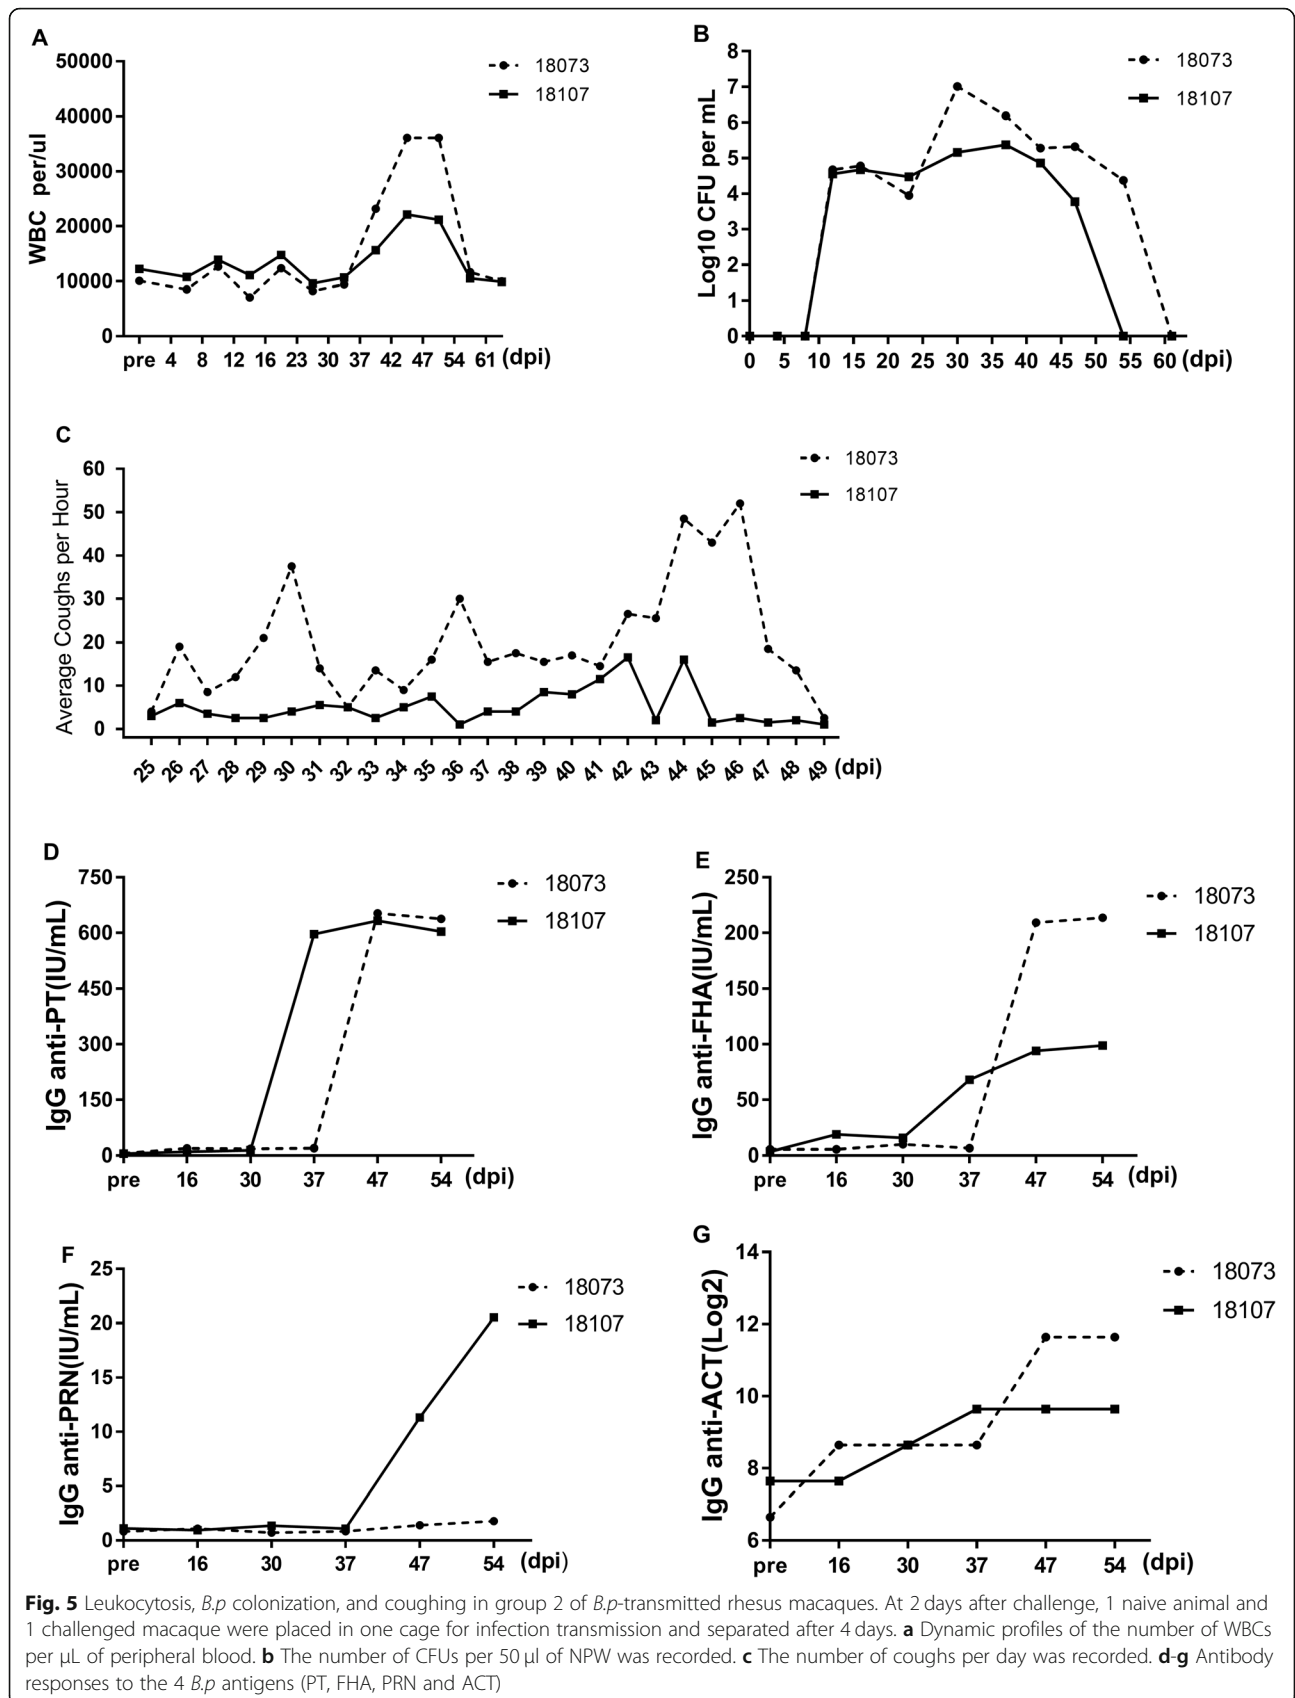 A
WBC per/ul
50000
40000
30000
20000
10000
0
pre 4 8 12 16 23 30 37 42 47 54 61 (dpi)
18073
18107
B
Log10 CFU per mL
8
7
6
5
4
3
2
1
0
0 5 10 15 20 25 30 35 40 45 50 55 60 (dpi)
18073
18107
C
Average Coughs per Hour
60
50
40
30
20
10
0
25 26 27 28 29 30 31 32 33 34 35 36 37 38 39 40 41 42 43 44 45 46 47 48 49 (dpi)
18073
18107
D
IgG anti-PT(IU/mL)
750
600
450
300
150
0
pre 16 30 37 47 54 (dpi)
18073
18107
E
IgG anti-FHA(IU/mL)
250
200
150
100
50
0
pre 16 30 37 47 54 (dpi)
18073
18107
F
IgG anti-PRN(IU/mL)
25
20
15
10
5
0
pre 16 30 37 47 54 (dpi)
18073
18107
G
IgG anti-ACT(Log2)
14
12
10
8
6
pre 16 30 37 47 54 (dpi)
18073
18107
Fig. 5 Leukocytosis, B.p colonization, and coughing in group 2 of B.p-transmitted rhesus macaques. At 2 days after challenge, 1 naive animal and
1 challenged macaque were placed in one cage for infection transmission and separated after 4 days. a Dynamic profiles of the number of WBCs
per μL of peripheral blood. b The number of CFUs per 50 μl of NPW was recorded. c The number of coughs per day was recorded. d-g Antibody
responses to the 4 B.p antigens (PT, FHA, PRN and ACT)